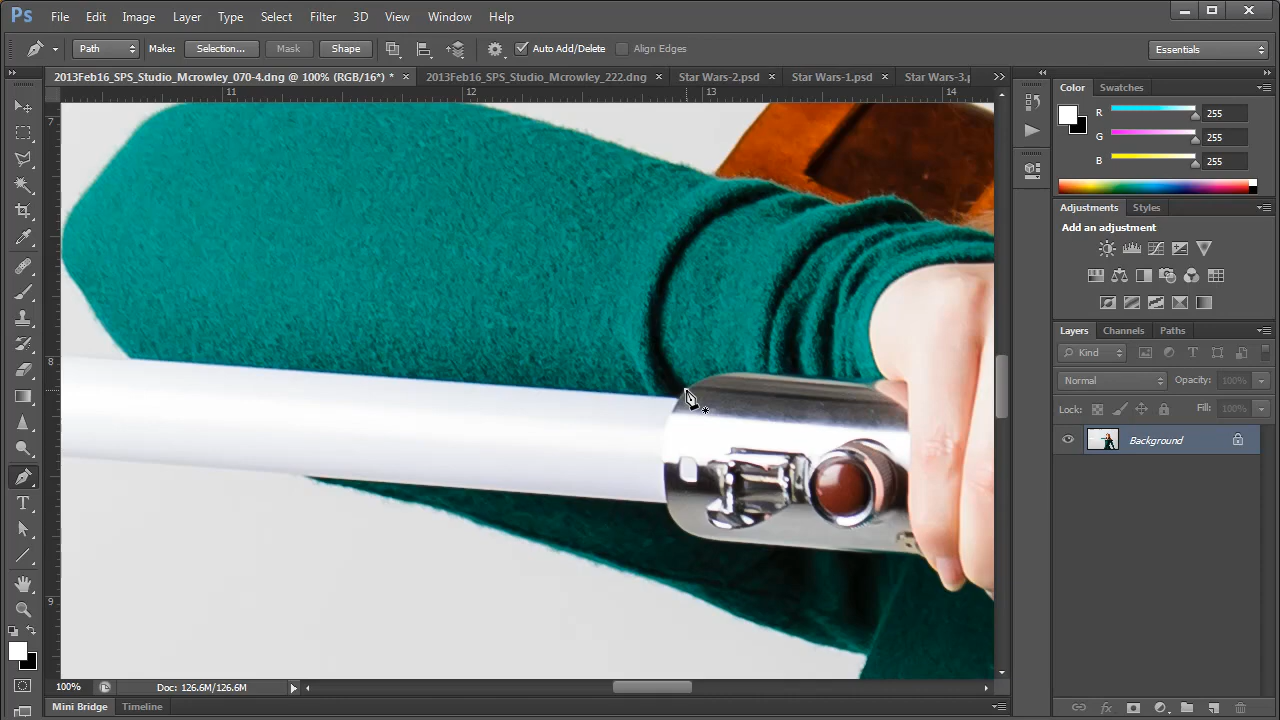 Ps File Edit Image Layer Type Select Filter 3D View Window Help
Path Make: Selection... Mask Shape Auto Add/Delete Align Edges Essentials
2013Feb16_SPS_Studio_Mcrowley_070-4.dng @ 100% (RGB/16*) * × 2013Feb16_SPS_Studio_Mcrowley_222.dng × Star Wars-2.psd × Star Wars-1.psd × Star Wars-3.p
11 12 13 14
7
8
9
Color
R 255
G 255
B 255
Adjustments Styles
Add an adjustment
Layers Channels Paths
Kind
Normal Opacity: 100%
Lock: Fill: 100%
Background
100% Doc: 126.6M/126.6M
Mini Bridge Timeline